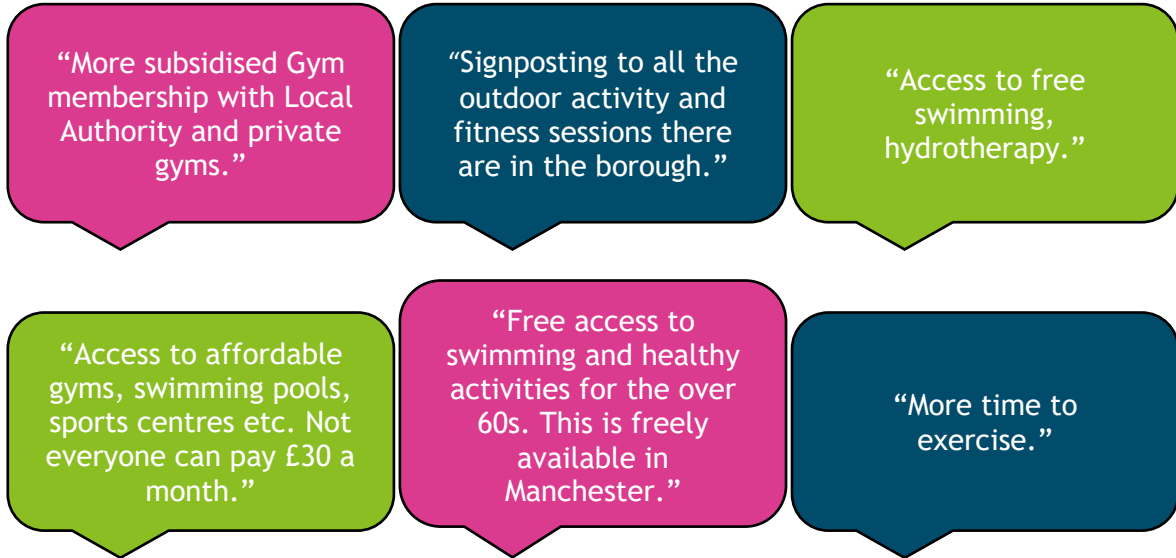 “More subsidised Gym
membership with Local
Authority and private
gyms.”
“Signposting to all the
outdoor activity and
fitness sessions there
are in the borough.”
“Access to free
swimming,
hydrotherapy.”
“Access to affordable
gyms, swimming pools,
sports centres etc. Not
everyone can pay £30 a
month.”
“Free access to
swimming and healthy
activities for the over
60s. This is freely
available in
Manchester.”
“More time to
exercise.”